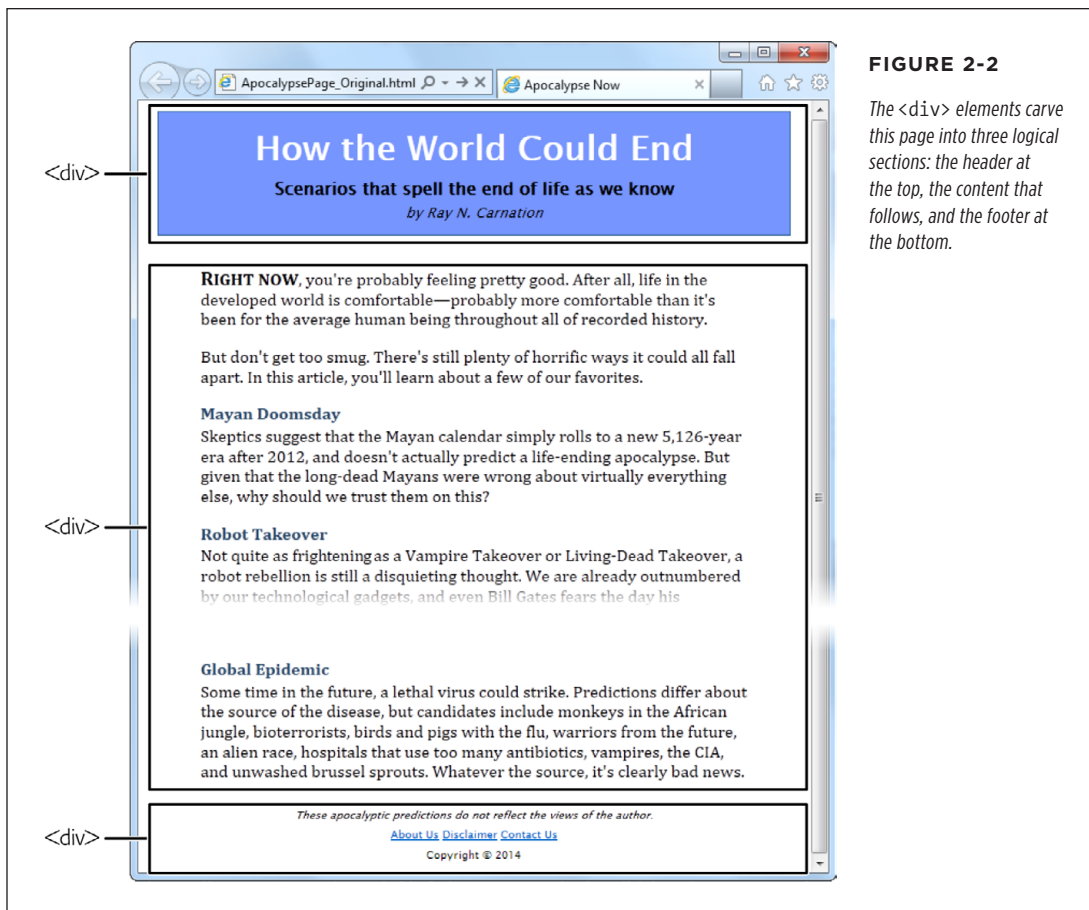 ApocalypsePage_Original.html
Apocalypse Now
<div>
How the World Could End
Scenarios that spell the end of life as we know
by Ray N. Carnation
<div>
RIGHT NOW, you're probably feeling pretty good. After all, life in the
developed world is comfortable—probably more comfortable than it's
been for the average human being throughout all of recorded history.
But don't get too smug. There's still plenty of horrific ways it could all fall
apart. In this article, you'll learn about a few of our favorites.
Mayan Doomsday
Skeptics suggest that the Mayan calendar simply rolls to a new 5,126-year
era after 2012, and doesn't actually predict a life-ending apocalypse. But
given that the long-dead Mayans were wrong about virtually everything
else, why should we trust them on this?
Robot Takeover
Not quite as frightening as a Vampire Takeover or Living-Dead Takeover, a
robot rebellion is still a disquieting thought. We are already outnumbered
by our technological gadgets, and even Bill Gates fears the day his
Global Epidemic
Some time in the future, a lethal virus could strike. Predictions differ about
the source of the disease, but candidates include monkeys in the African
jungle, bioterrorists, birds and pigs with the flu, warriors from the future,
an alien race, hospitals that use too many antibiotics, vampires, the CIA,
and unwashed brussel sprouts. Whatever the source, it's clearly bad news.
<div>
These apocalyptic predictions do not reflect the views of the author.
About Us Disclaimer Contact Us
Copyright © 2014
FIGURE 2-2
The <div> elements carve
this page into three logical
sections: the header at
the top, the content that
follows, and the footer at
the bottom.